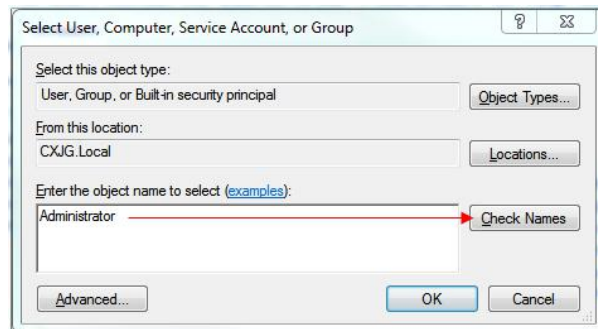 Select User, Computer, Service Account, or Group
Select this object type:
User, Group, or Built-in security principal
Object Types...
From this location:
CXJG.Local
Locations...
Enter the object name to select (examples):
Administrator
Check Names
Advanced...
OK
Cancel